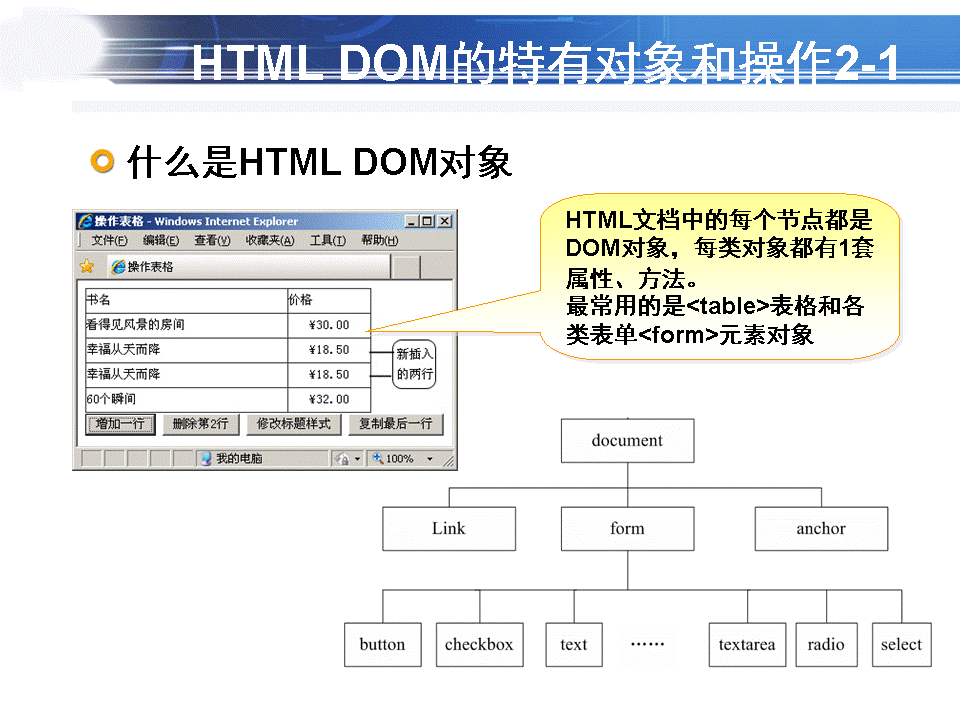 HTML DOM的特有对象和操作2-1
什么是HTML DOM对象
操作表格 - Windows Internet Explorer
文件(F) 编辑(E) 查看(V) 收藏夹(A) 工具(T) 帮助(H)
操作表格
书名 价格
看得见风景的房间 ¥30.00
幸福从天而降 ¥18.50
幸福从天而降 ¥18.50
60个瞬间 ¥32.00
新插入
的两行
增加一行 删除第2行 修改标题样式 复制最后一行
我的电脑 100%
HTML文档中的每个节点都是
DOM对象，每类对象都有1套
属性、方法。
最常用的是<table>表格和各
类表单<form>元素对象
document
Link form anchor
button checkbox text …… textarea radio select